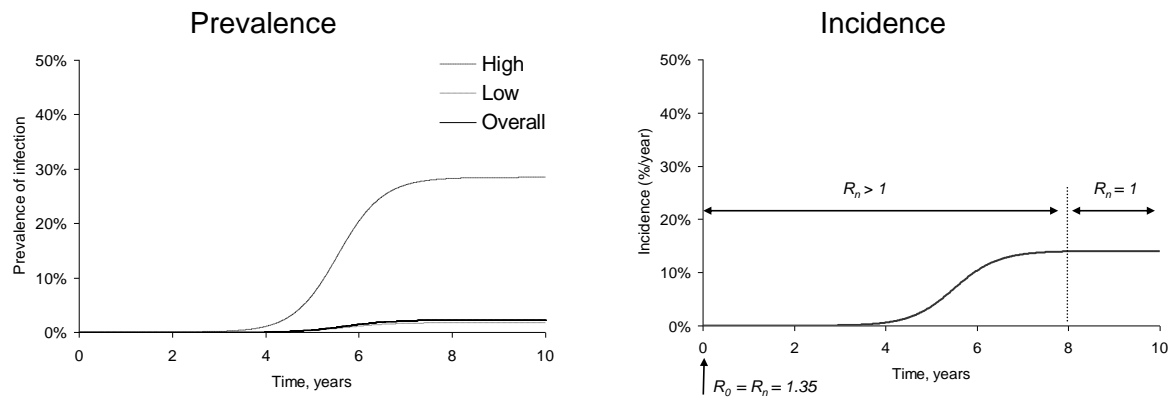 Prevalence
50%
40%
30%
20%
10%
0%
Prevalence of infection
High
Low
Overall
0 2 4 6 8 10
Time, years
Incidence
50%
40%
30%
20%
10%
0%
Incidence (%/year)
Rₙ > 1
Rₙ = 1
0 2 4 6 8 10
Time, years
R₀ = Rₙ = 1.35